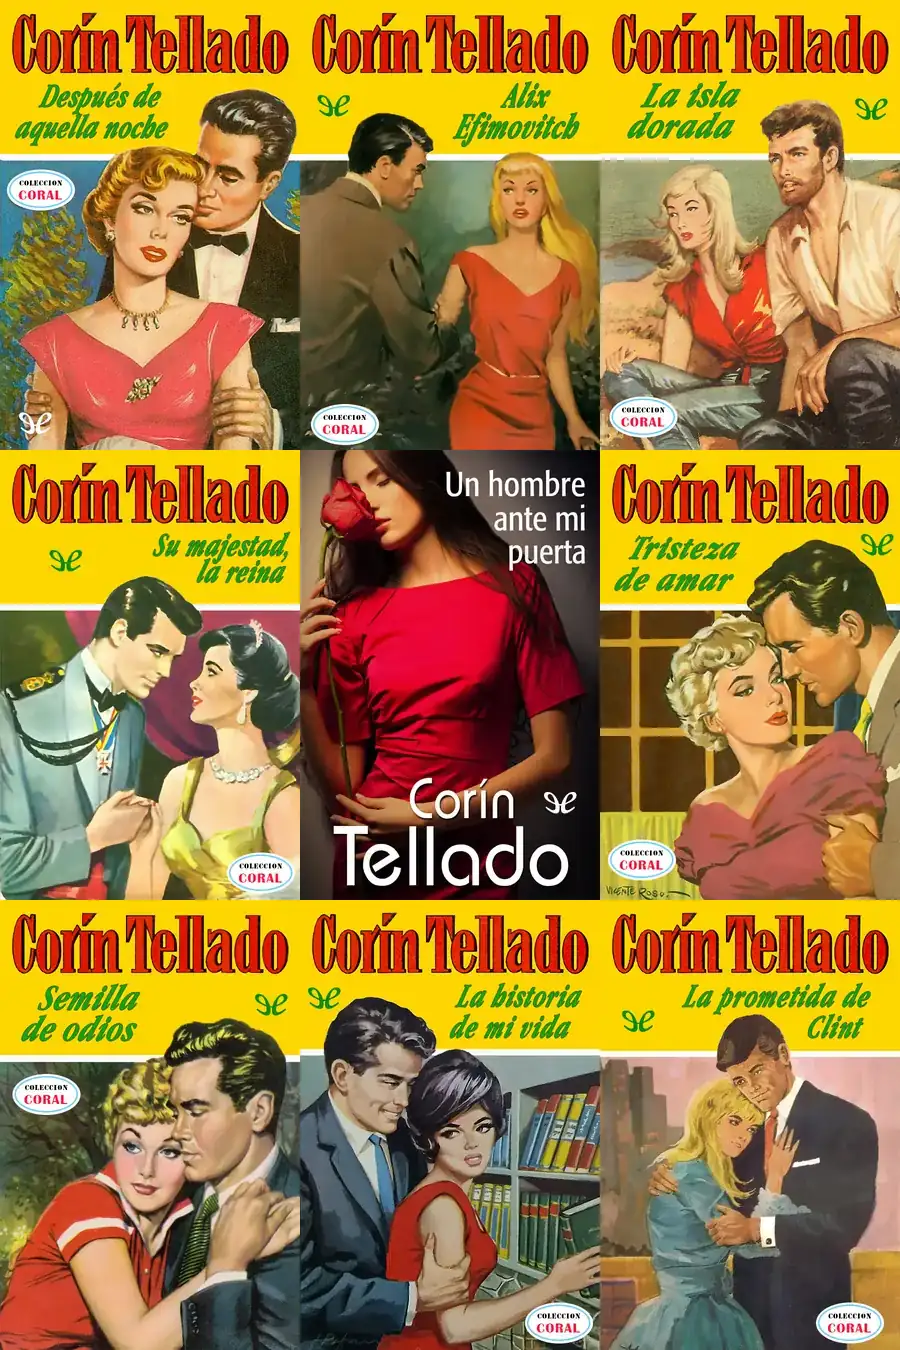 Corín Tellado
Después de
aquella noche
COLECCION
CORAL
Corín Tellado
Alix
Efimovitch
COLECCION
CORAL
Corín Tellado
La isla
dorada
COLECCION
CORAL
Corín Tellado
Su majestad,
la reina
COLECCION
CORAL
Un hombre
ante mi
puerta
Corín
Tellado
Corín Tellado
Tristeza
de amar
COLECCION
CORAL
VICENTE ROSO
Corín Tellado
Semilla
de odios
COLECCION
CORAL
Corín Tellado
La historia
de mi vida
COLECCION
CORAL
Corín Tellado
La prometida de
Clint
COLECCION
CORAL